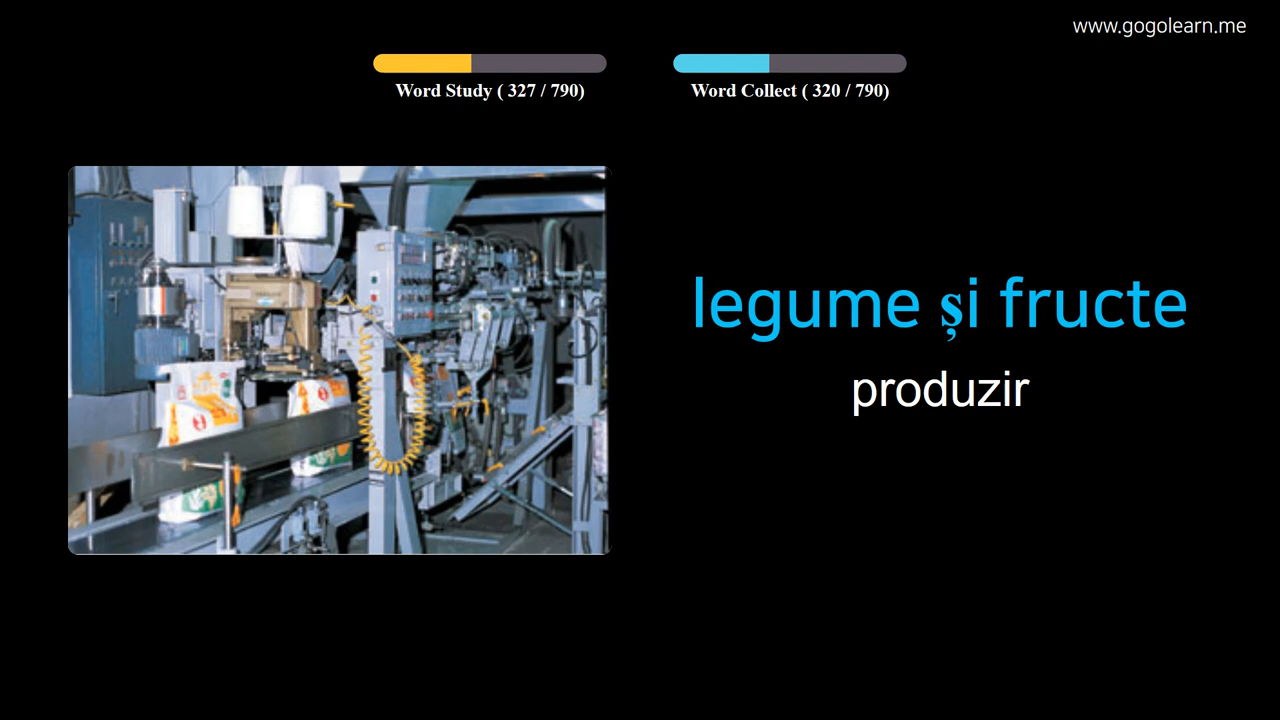 www.gogolearn.me
Word Study ( 327 / 790)
Word Collect ( 320 / 790)
legume și fructe
produzir